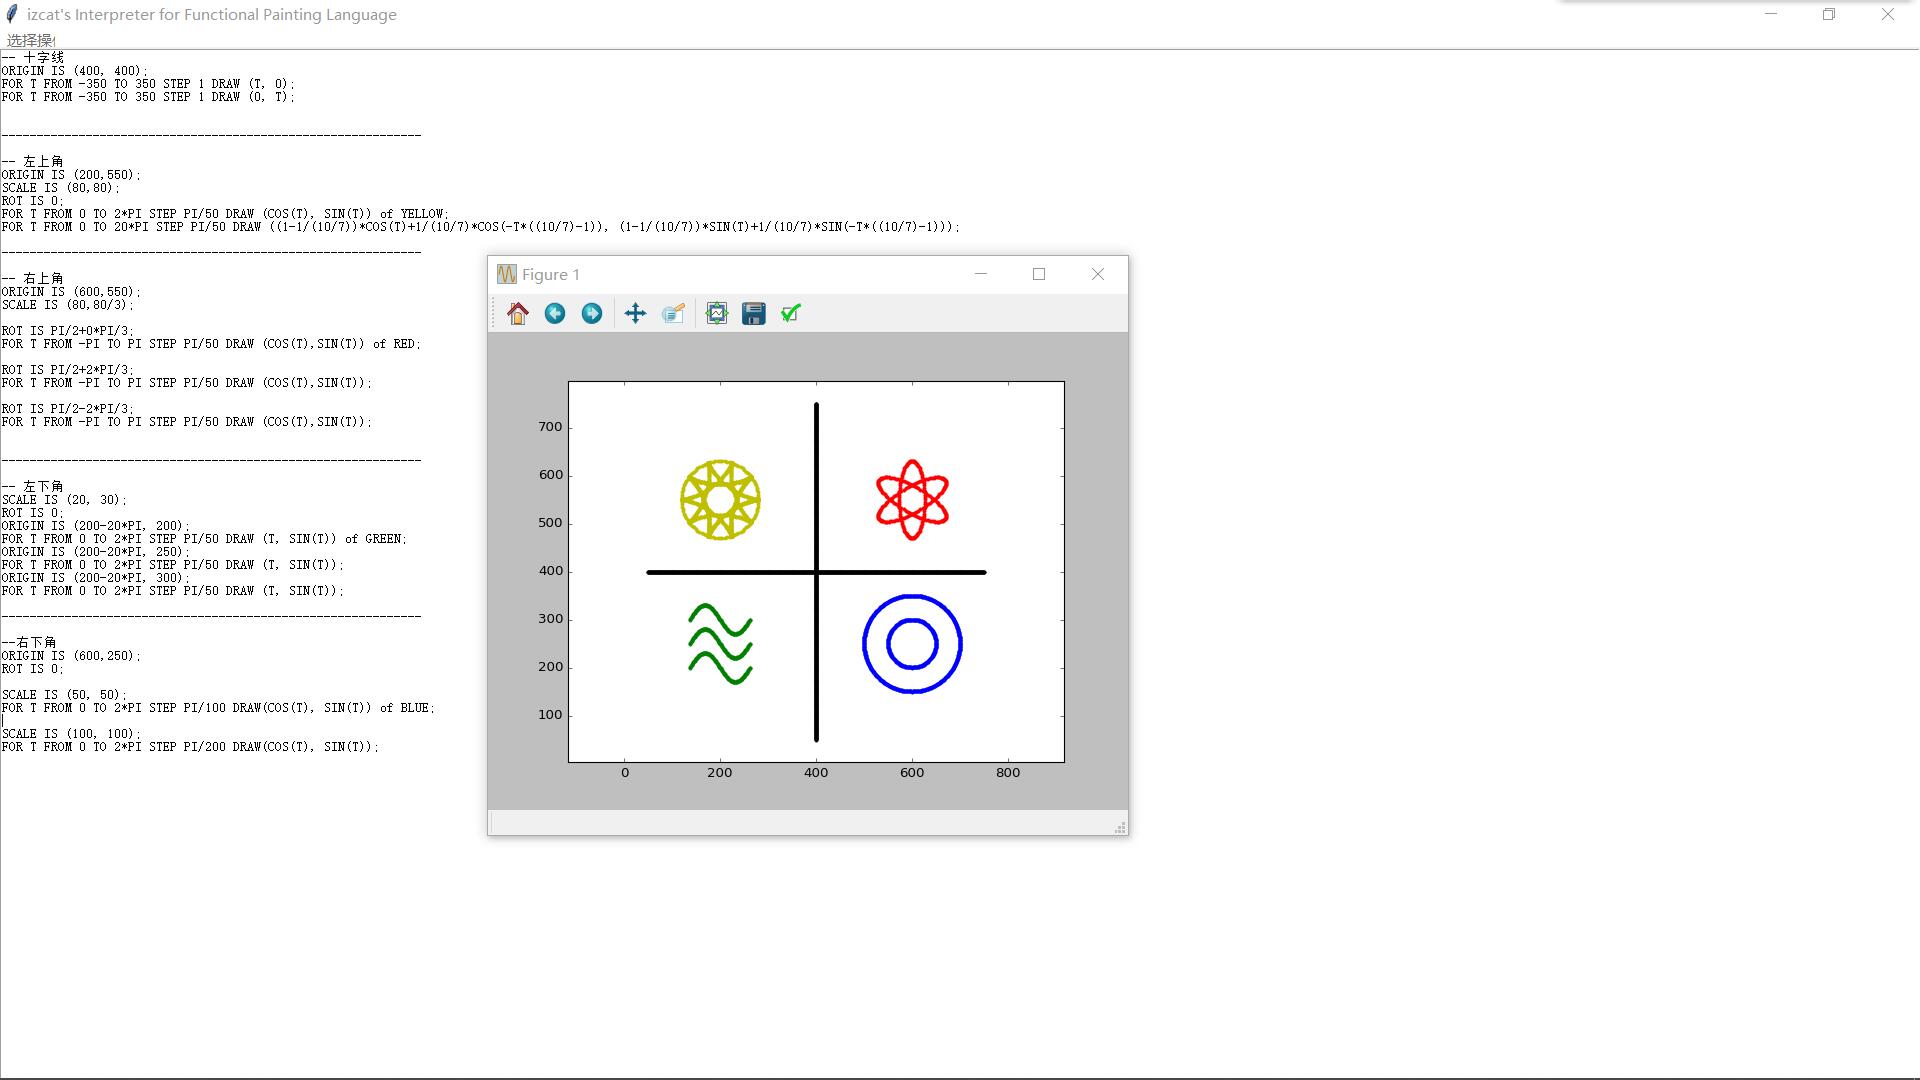 izcat's Interpreter for Functional Painting Language
选择操
-- 十字线
ORIGIN IS (400, 400);
FOR T FROM -350 TO 350 STEP 1 DRAW (T, 0);
FOR T FROM -350 TO 350 STEP 1 DRAW (0, T);
------------------------------------------------------------
-- 左上角
ORIGIN IS (200,550);
SCALE IS (80,80);
ROT IS 0;
FOR T FROM 0 TO 2*PI STEP PI/50 DRAW (COS(T), SIN(T)) of YELLOW;
FOR T FROM 0 TO 20*PI STEP PI/50 DRAW ((1-1/(10/7))*COS(T)+1/(10/7)*COS(-T*((10/7)-1)), (1-1/(10/7))*SIN(T)+1/(10/7)*SIN(-T*((10/7)-1)));
------------------------------------------------------------
-- 右上角
ORIGIN IS (600,550);
SCALE IS (80,80/3);
ROT IS PI/2+0*PI/3;
FOR T FROM -PI TO PI STEP PI/50 DRAW (COS(T),SIN(T)) of RED;
ROT IS PI/2+2*PI/3;
FOR T FROM -PI TO PI STEP PI/50 DRAW (COS(T),SIN(T));
ROT IS PI/2-2*PI/3;
FOR T FROM -PI TO PI STEP PI/50 DRAW (COS(T),SIN(T));
------------------------------------------------------------
-- 左下角
SCALE IS (20, 30);
ROT IS 0;
ORIGIN IS (200-20*PI, 200);
FOR T FROM 0 TO 2*PI STEP PI/50 DRAW (T, SIN(T)) of GREEN;
ORIGIN IS (200-20*PI, 250);
FOR T FROM 0 TO 2*PI STEP PI/50 DRAW (T, SIN(T));
ORIGIN IS (200-20*PI, 300);
FOR T FROM 0 TO 2*PI STEP PI/50 DRAW (T, SIN(T));
------------------------------------------------------------
--右下角
ORIGIN IS (600,250);
ROT IS 0;
SCALE IS (50, 50);
FOR T FROM 0 TO 2*PI STEP PI/100 DRAW(COS(T), SIN(T)) of BLUE;
SCALE IS (100, 100);
FOR T FROM 0 TO 2*PI STEP PI/200 DRAW(COS(T), SIN(T));
Figure 1
700
600
500
400
300
200
100
0 200 400 600 800